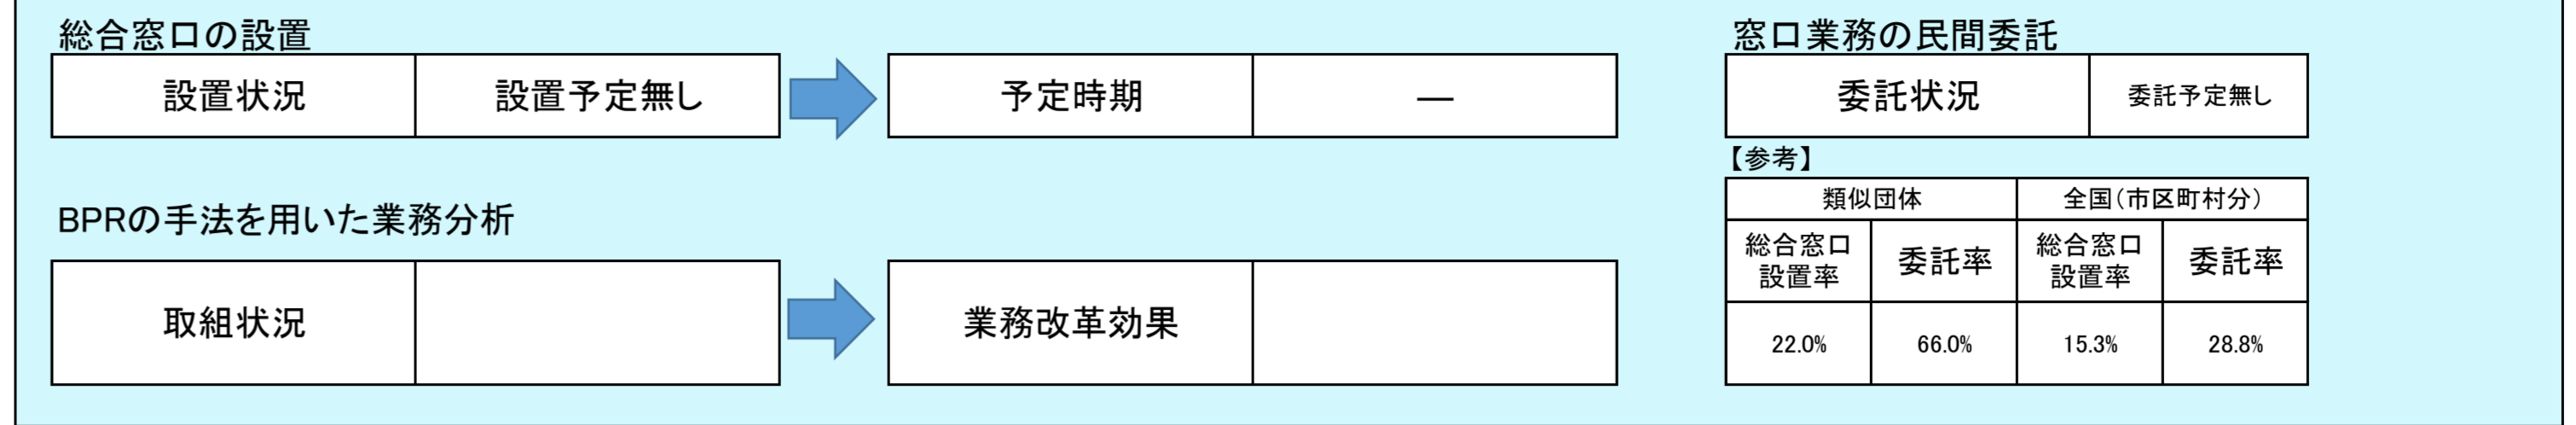 総合窓口の設置
設置状況
設置予定無し
予定時期
―
BPRの手法を用いた業務分析
取組状況
業務改革効果
窓口業務の民間委託
委託状況
委託予定無し
【参考】
類似団体
全国(市区町村分)
総合窓口
設置率
委託率
総合窓口
設置率
委託率
22.0%
66.0%
15.3%
28.8%